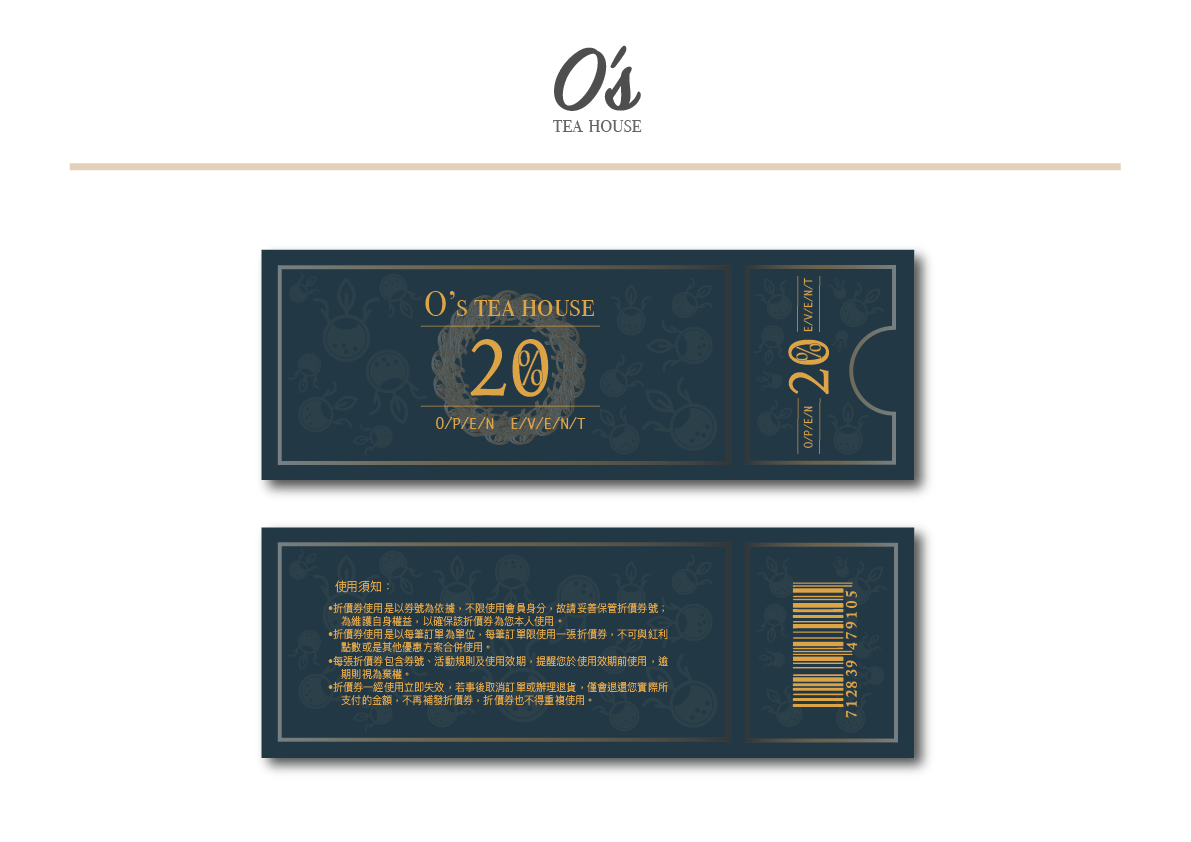 O's
TEA HOUSE
O's TEA HOUSE
20%
O/P/E/N E/V/E/N/T
O/P/E/N 20% E/V/E/N/T
使用須知：
•折價券使用是以券號為依據，不限使用會員身分，故請妥善保管折價券號；
為維護自身權益，以確保該折價券為您本人使用。
•折價券使用是以每筆訂單為單位，每筆訂單限使用一張折價券，不可與紅利
點數或是其他優惠方案合併使用。
•每張折價券包含券號、活動規則及使用效期，提醒您於使用效期前使用，逾
期則視為棄權。
•折價券一經使用立即失效，若事後取消訂單或辦理退貨，僅會退還您實際所
支付的金額，不再補發折價券，折價券也不得重複使用。
712839 479105